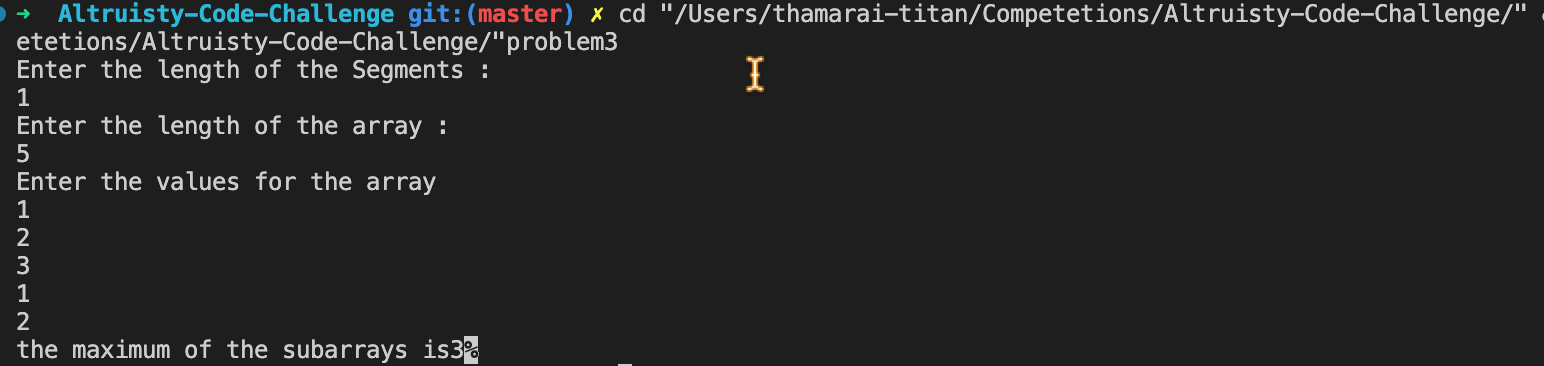 ➜ Altruisty-Code-Challenge git:(master) ✗ cd "/Users/thamarai-titan/Competetions/Altruisty-Code-Challenge/"
etetions/Altruisty-Code-Challenge/"problem3
Enter the length of the Segments :
1
Enter the length of the array :
5
Enter the values for the array
1
2
3
1
2
the maximum of the subarrays is3%